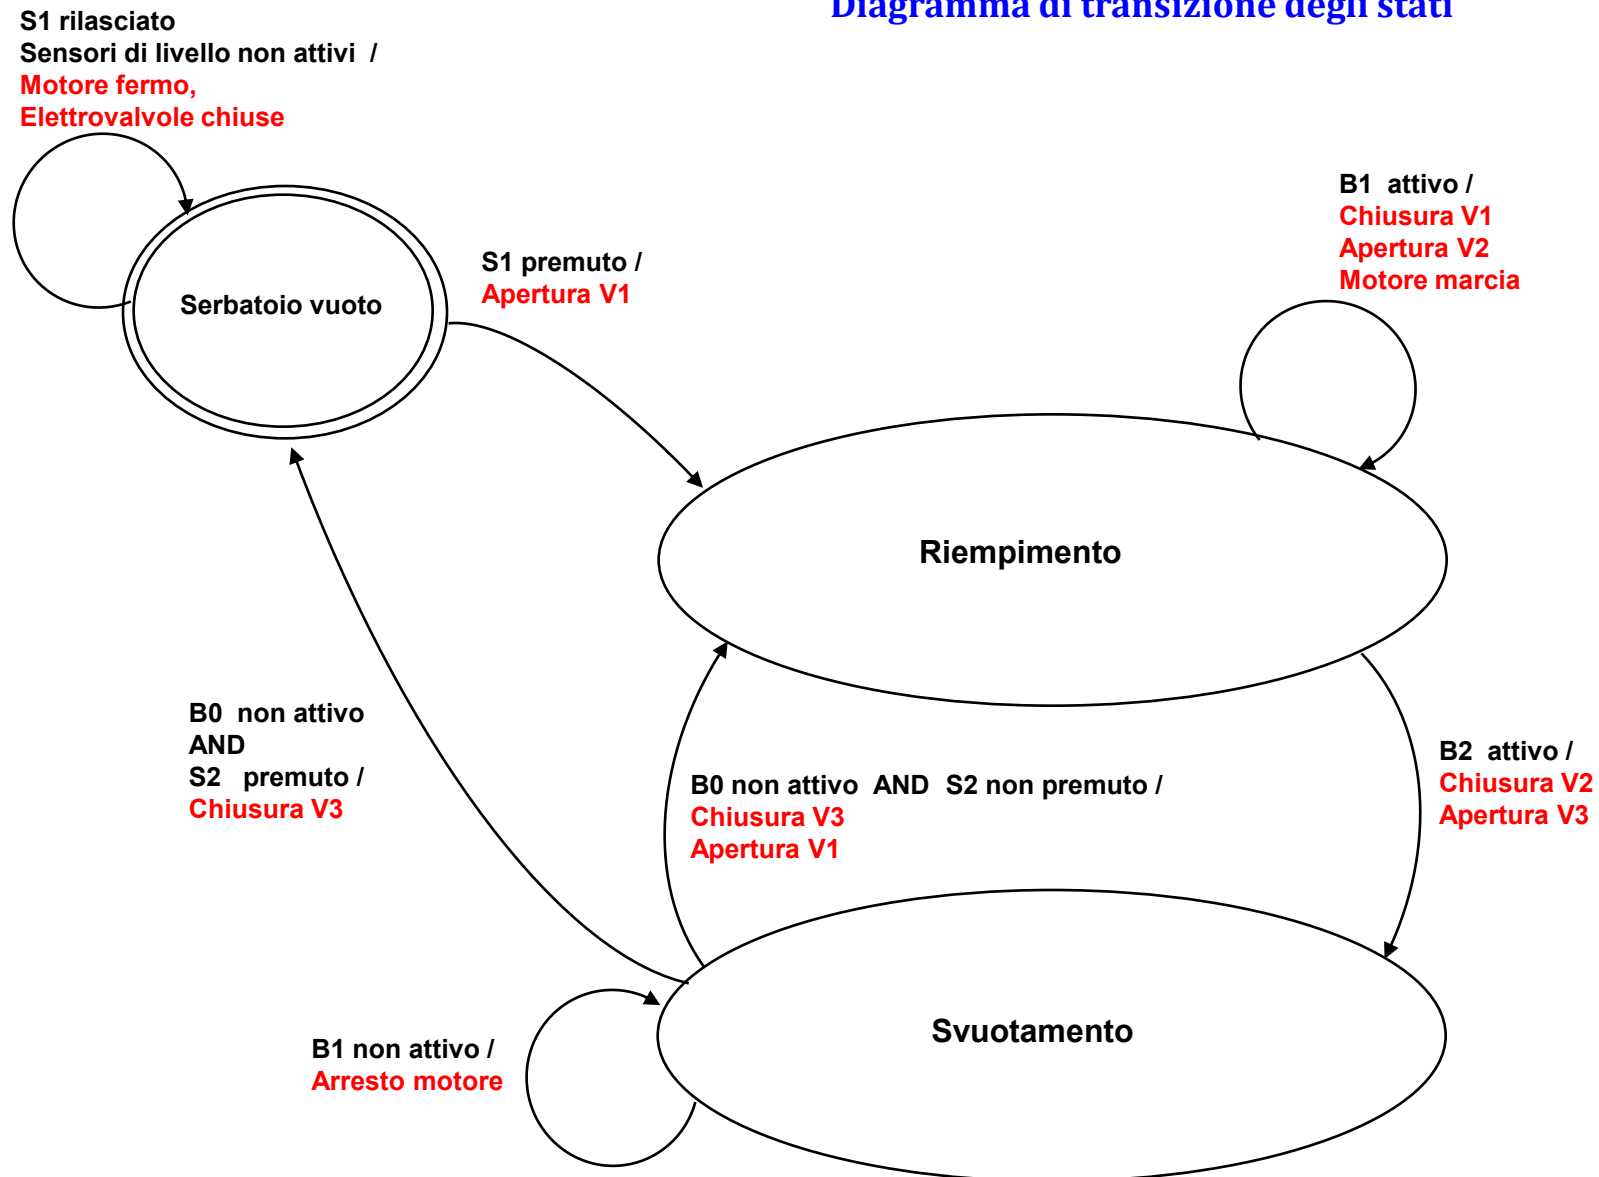 Diagramma di transizione degli stati
S1 rilasciato
Sensori di livello non attivi /
Motore fermo,
Elettrovalvole chiuse
B1 attivo /
Chiusura V1
Apertura V2
Motore marcia
S1 premuto /
Apertura V1
Serbatoio vuoto
Riempimento
B0 non attivo
AND
S2 premuto /
Chiusura V3
B0 non attivo AND S2 non premuto /
Chiusura V3
Apertura V1
B2 attivo /
Chiusura V2
Apertura V3
Svuotamento
B1 non attivo /
Arresto motore